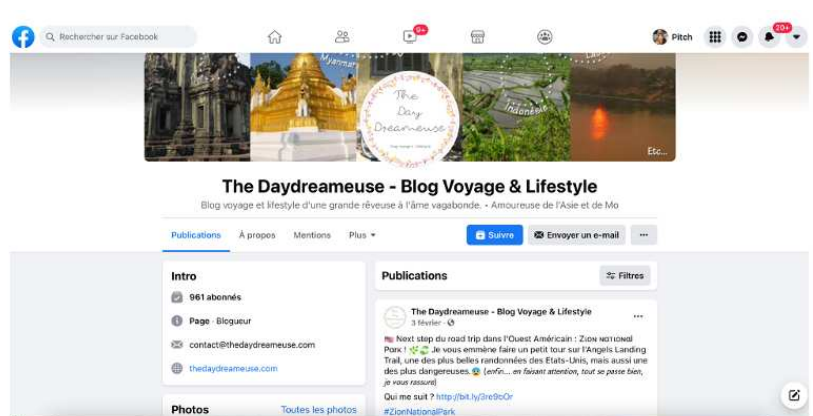 Rechercher sur Facebook
9+
Pitch
20+
Myanmar
The
Day
Dreameuse
Indonésie
Etc...
The Daydreameuse - Blog Voyage & Lifestyle
Blog voyage et lifestyle d'une grande rêveuse à l'âme vagabonde. • Amoureuse de l'Asie et de Mo
Publications À propos Mentions Plus
Suivre
Envoyer un e-mail
Intro
961 abonnés
Page · Blogueur
contact@thedaydreameuse.com
thedaydreameuse.com
Photos
Toutes les photos
Publications
Filtres
The Daydreameuse - Blog Voyage & Lifestyle
3 février
Next step du road trip dans l'Ouest Américain : Zion National
Park ! Je vous emmène faire un petit tour sur l'Angels Landing
Trail, une des plus belles randonnées des Etats-Unis, mais aussi une
des plus dangereuses. (enfin... en faisant attention, tout se passe bien,
je vous rassure)
Qui me suit ? http://bit.ly/3re9oOr
#ZionNationalPark